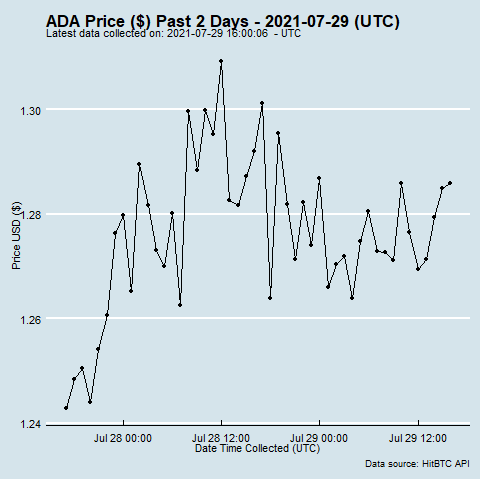 ADA Price ($) Past 2 Days - 2021-07-29 (UTC)
Latest data collected on: 2021-07-29 16:00:06 - UTC
1.30
1.28
1.26
1.24
Price USD ($)
Jul 28 00:00 Jul 28 12:00 Jul 29 00:00 Jul 29 12:00
Date Time Collected (UTC)
Data source: HitBTC API